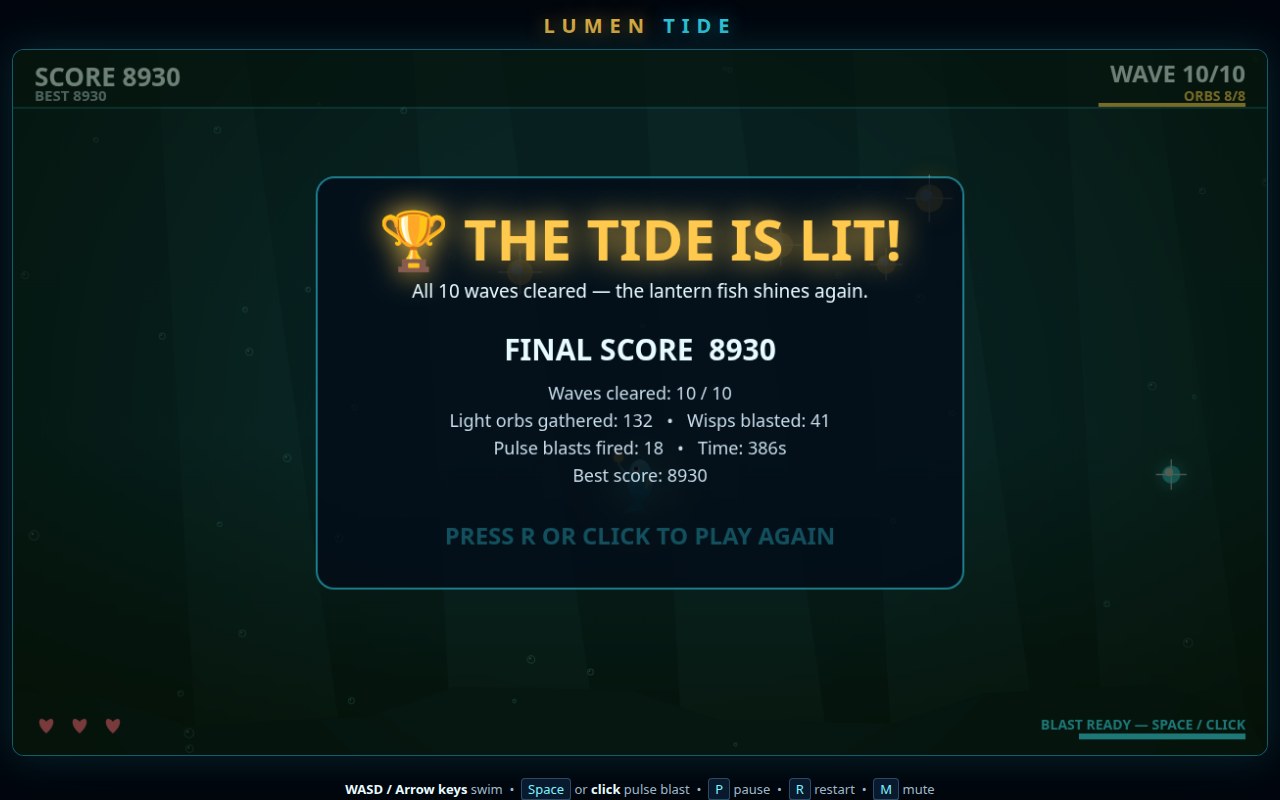 LUMEN TIDE
SCORE 8930
BEST 8930
WAVE 10/10
ORBS 8/8
🏆 THE TIDE IS LIT!
All 10 waves cleared — the lantern fish shines again.
FINAL SCORE 8930
Waves cleared: 10 / 10
Light orbs gathered: 132 • Wisps blasted: 41
Pulse blasts fired: 18 • Time: 386s
Best score: 8930
PRESS R OR CLICK TO PLAY AGAIN
BLAST READY — SPACE / CLICK
WASD / Arrow keys swim • Space or click pulse blast • P pause • R restart • M mute